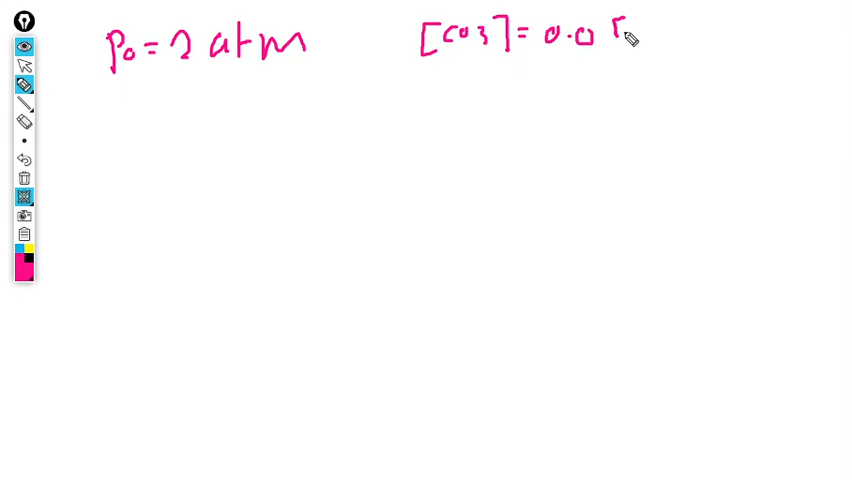 P0 = 2 atm [CO3] = 0.0